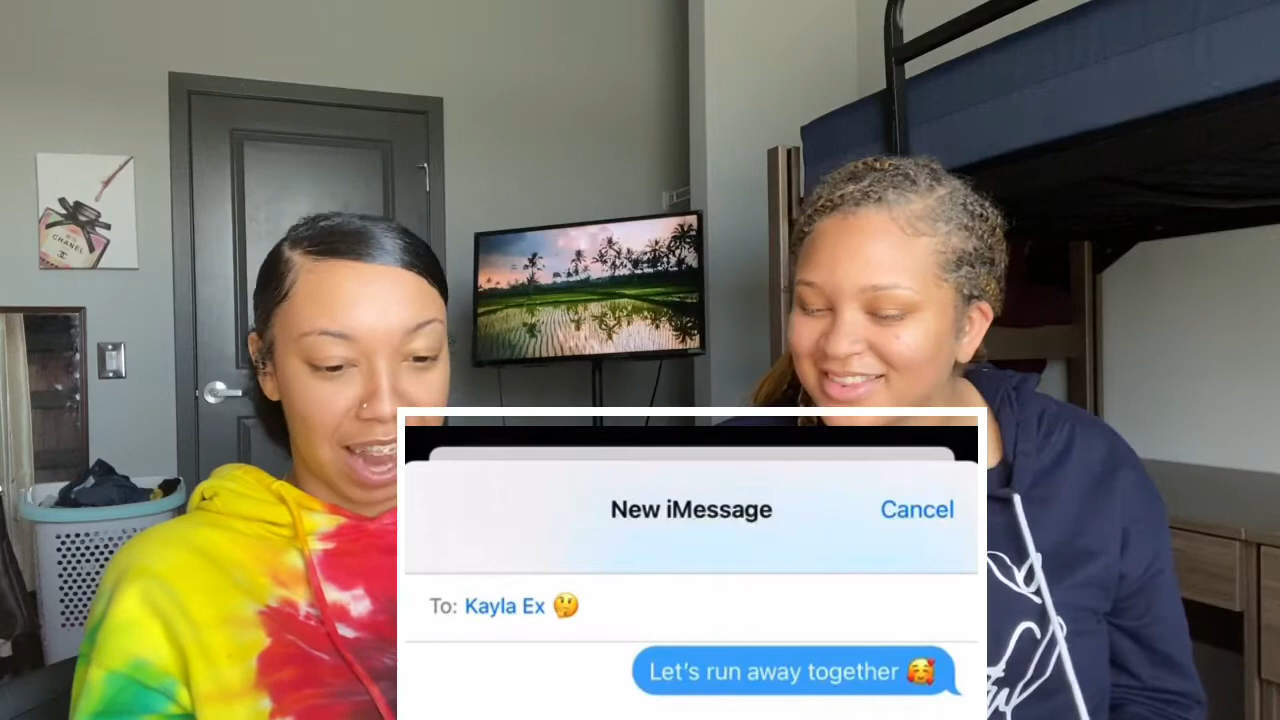 CHANEL
New iMessage
Cancel
To: Kayla Ex 🤔
Let's run away together 🥰